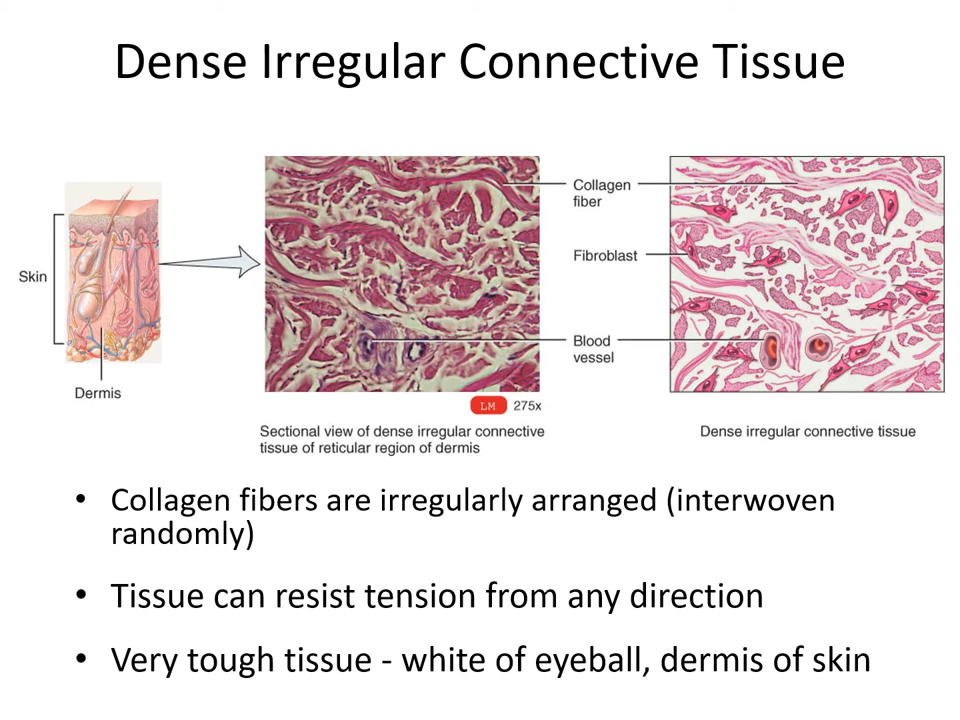 Dense Irregular Connective Tissue
Skin
Dermis
Collagen
fiber
Fibroblast
Blood
vessel
LM 275x
Sectional view of dense irregular connective
tissue of reticular region of dermis
Dense irregular connective tissue
• Collagen fibers are irregularly arranged (interwoven
randomly)
• Tissue can resist tension from any direction
• Very tough tissue - white of eyeball, dermis of skin